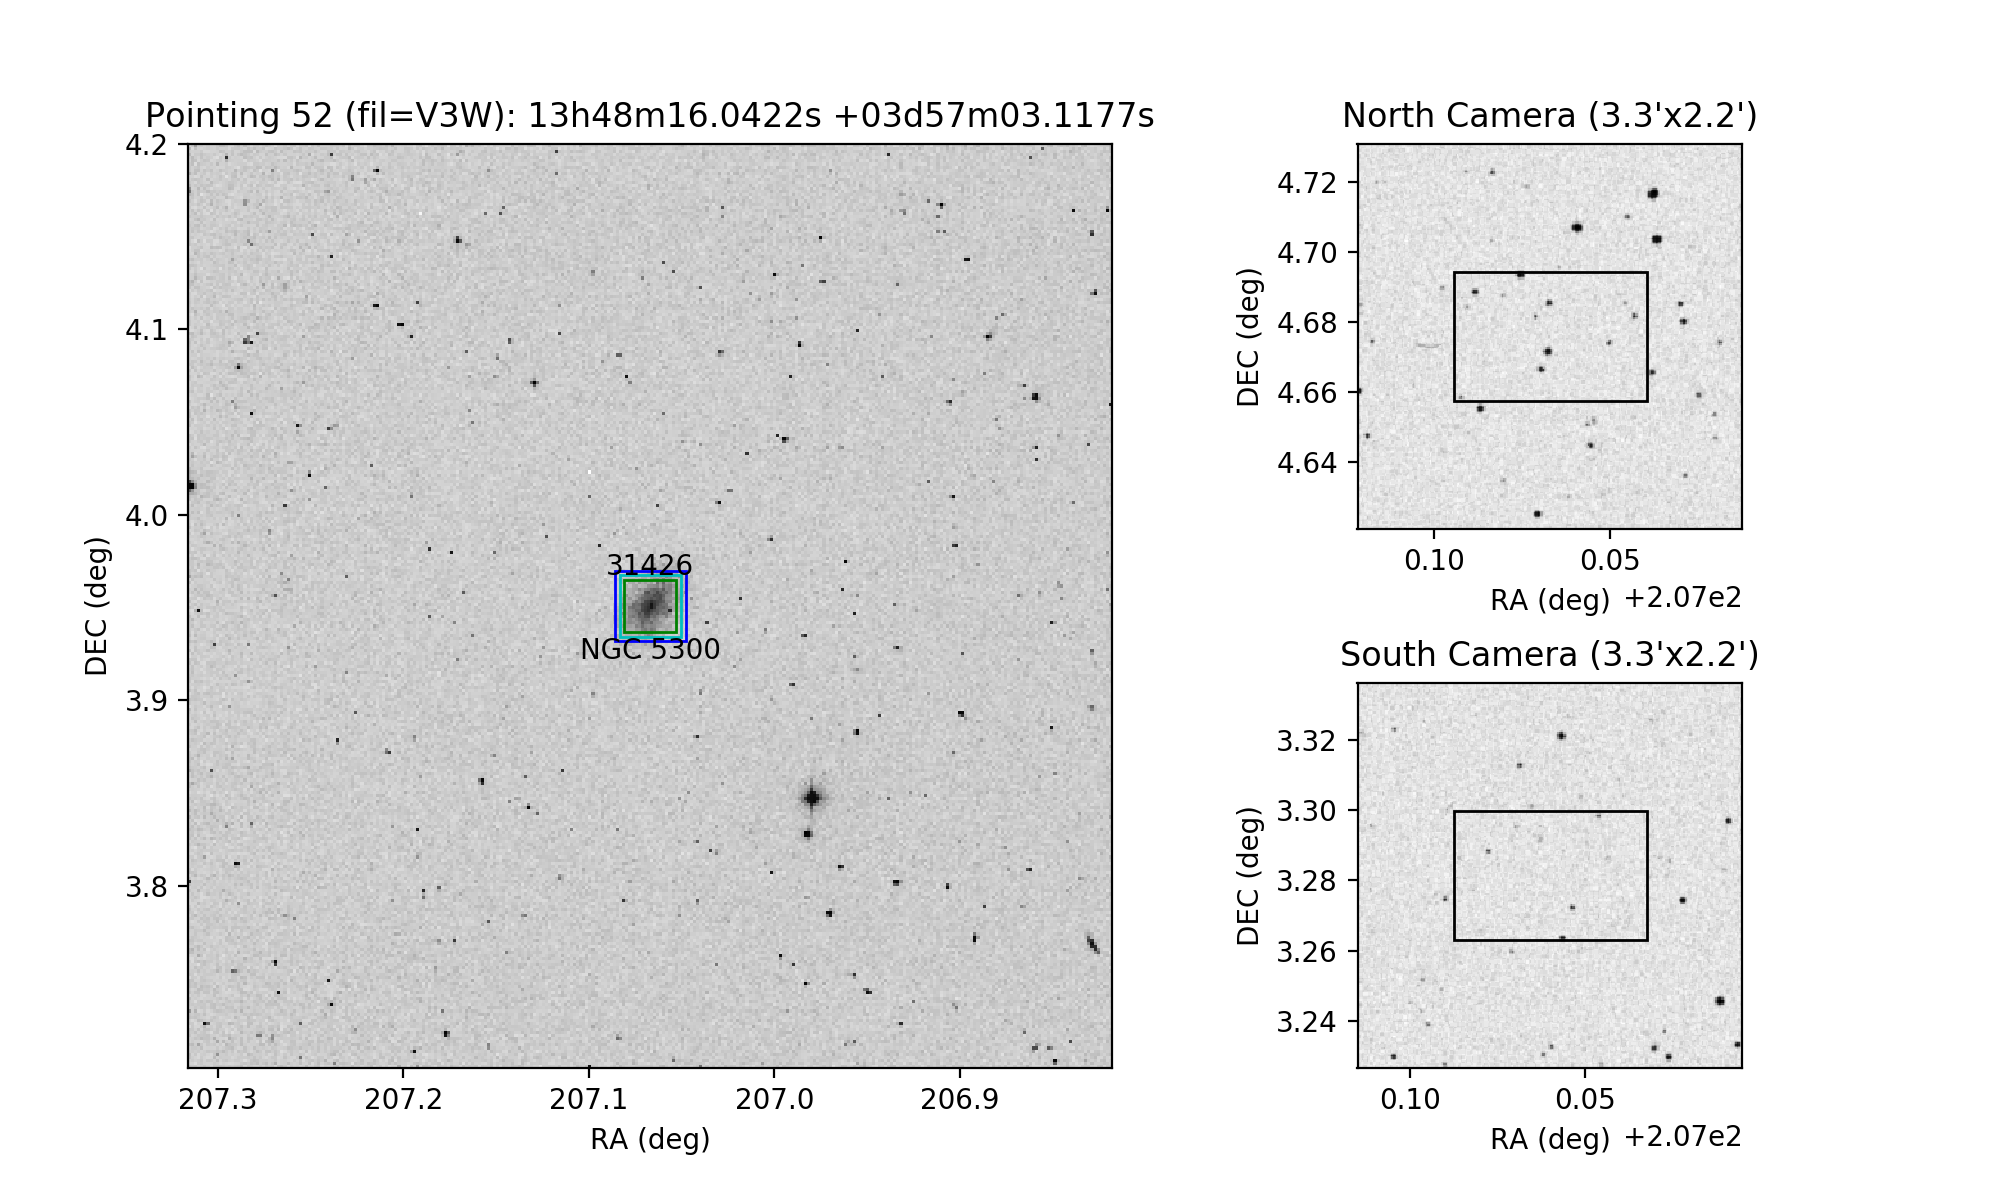 Pointing 52 (fil=V3W): 13h48m16.0422s +03d57m03.1177s
4.2
4.1
4.0
3.9
3.8
DEC (deg)
31426
NGC 5300
207.3 207.2 207.1 207.0 206.9
RA (deg)
North Camera (3.3'x2.2')
4.72
4.70
4.68
4.66
4.64
DEC (deg)
0.10 0.05
RA (deg) +2.07e2
South Camera (3.3'x2.2')
3.32
3.30
3.28
3.26
3.24
DEC (deg)
0.10 0.05
RA (deg) +2.07e2